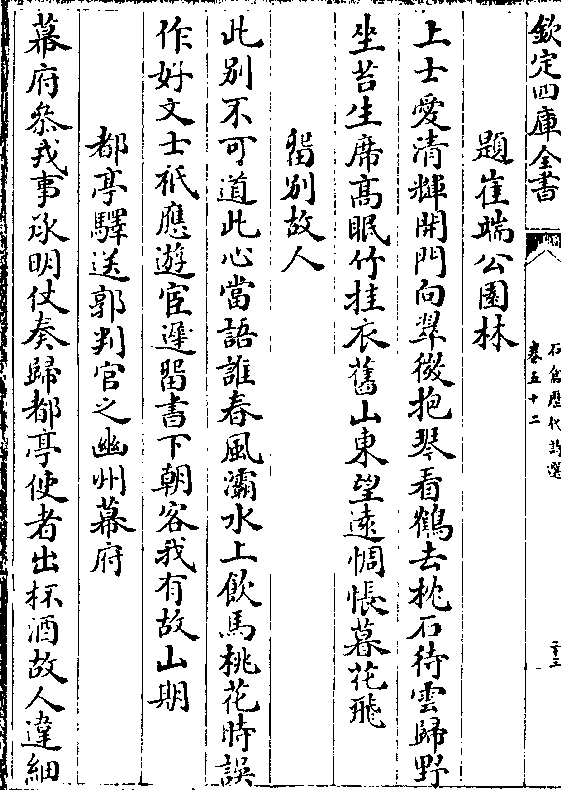 欽定四庫全書
石倉歷代詩選
卷五十二
二十三
題崔端公園林
上士愛清輝開門向翠微抱琴看鶴去枕石待雲歸野
坐苔生席高眠竹挂衣舊山東望遠惆悵暮花飛
留別故人
此别不可道此心當語誰春風灞水上飲馬桃花時誤
作好文士祇應遊宦遲留書下朝客我有故山期
都亭驛送郭判官之幽州幕府
幕府叅戎事承明伏奏歸都亭使者出杯酒故人違細